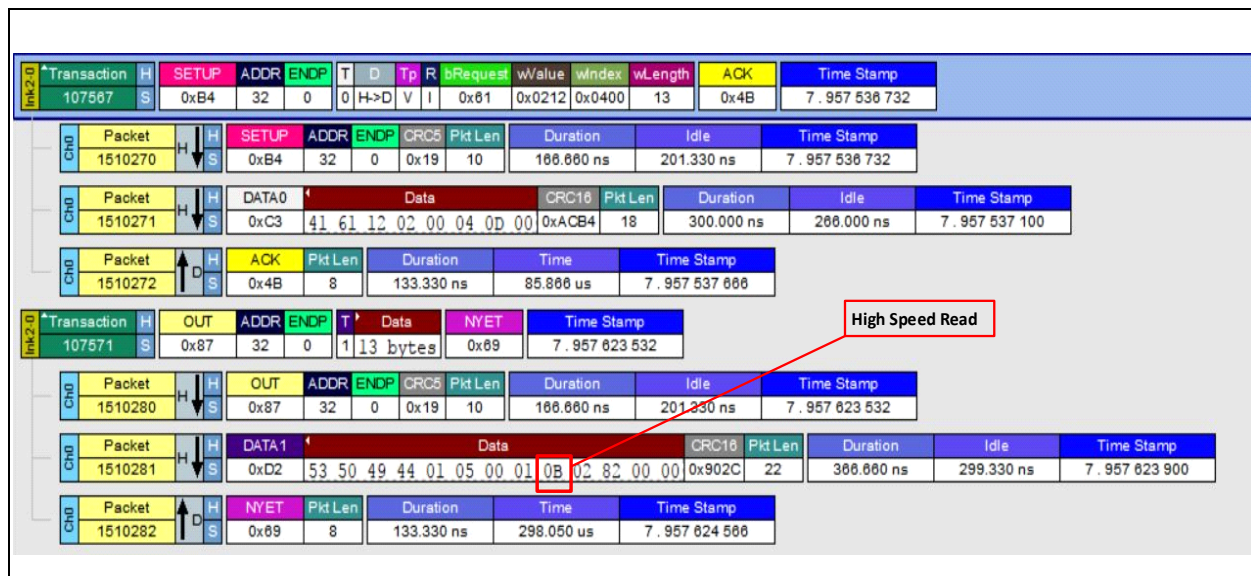 lnk2-0 Transaction H SETUP ADDR ENDP T D Tp R bRequest wValue wIndex wLength ACK Time Stamp
107567 S 0xB4 32 0 0 H->D V I 0x61 0x0212 0x0400 13 0x4B 7 . 957 536 732
Ch0 Packet H H SETUP ADDR ENDP CRC5 Pkt Len Duration Idle Time Stamp
1510270 S 0xB4 32 0 0x19 10 166.660 ns 201.330 ns 7 . 957 536 732
Ch0 Packet H H DATA0 Data CRC16 Pkt Len Duration Idle Time Stamp
1510271 S 0xC3 41 61 12 02 00 04 0D 00 0xACB4 18 300.000 ns 266.000 ns 7 . 957 537 100
Ch0 Packet D H ACK Pkt Len Duration Time Time Stamp
1510272 S 0x4B 8 133.330 ns 85.866 us 7 . 957 537 666
lnk2-0 Transaction H OUT ADDR ENDP T Data NYET Time Stamp
107571 S 0x87 32 0 1 13 bytes 0x69 7 . 957 623 532
High Speed Read
Ch0 Packet H H OUT ADDR ENDP CRC5 Pkt Len Duration Idle Time Stamp
1510280 S 0x87 32 0 0x19 10 166.660 ns 201.330 ns 7 . 957 623 532
Ch0 Packet H H DATA1 Data CRC16 Pkt Len Duration Idle Time Stamp
1510281 S 0xD2 53 50 49 44 01 05 00 01 0B 02 82 00 00 0x902C 22 366.660 ns 299.330 ns 7 . 957 623 900
Ch0 Packet D H NYET Pkt Len Duration Time Time Stamp
1510282 S 0x69 8 133.330 ns 298.050 us 7 . 957 624 566